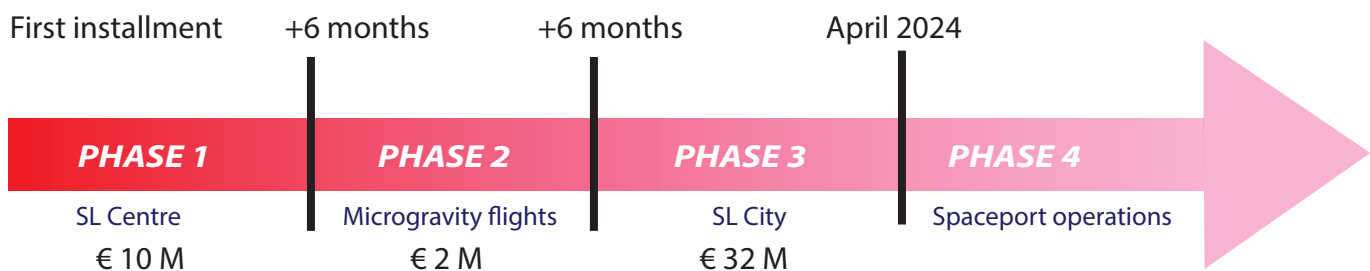 First installment
+6 months
+6 months
April 2024
PHASE 1
PHASE 2
PHASE 3
PHASE 4
SL Centre
Microgravity flights
SL City
Spaceport operations
€ 10 M
€ 2 M
€ 32 M